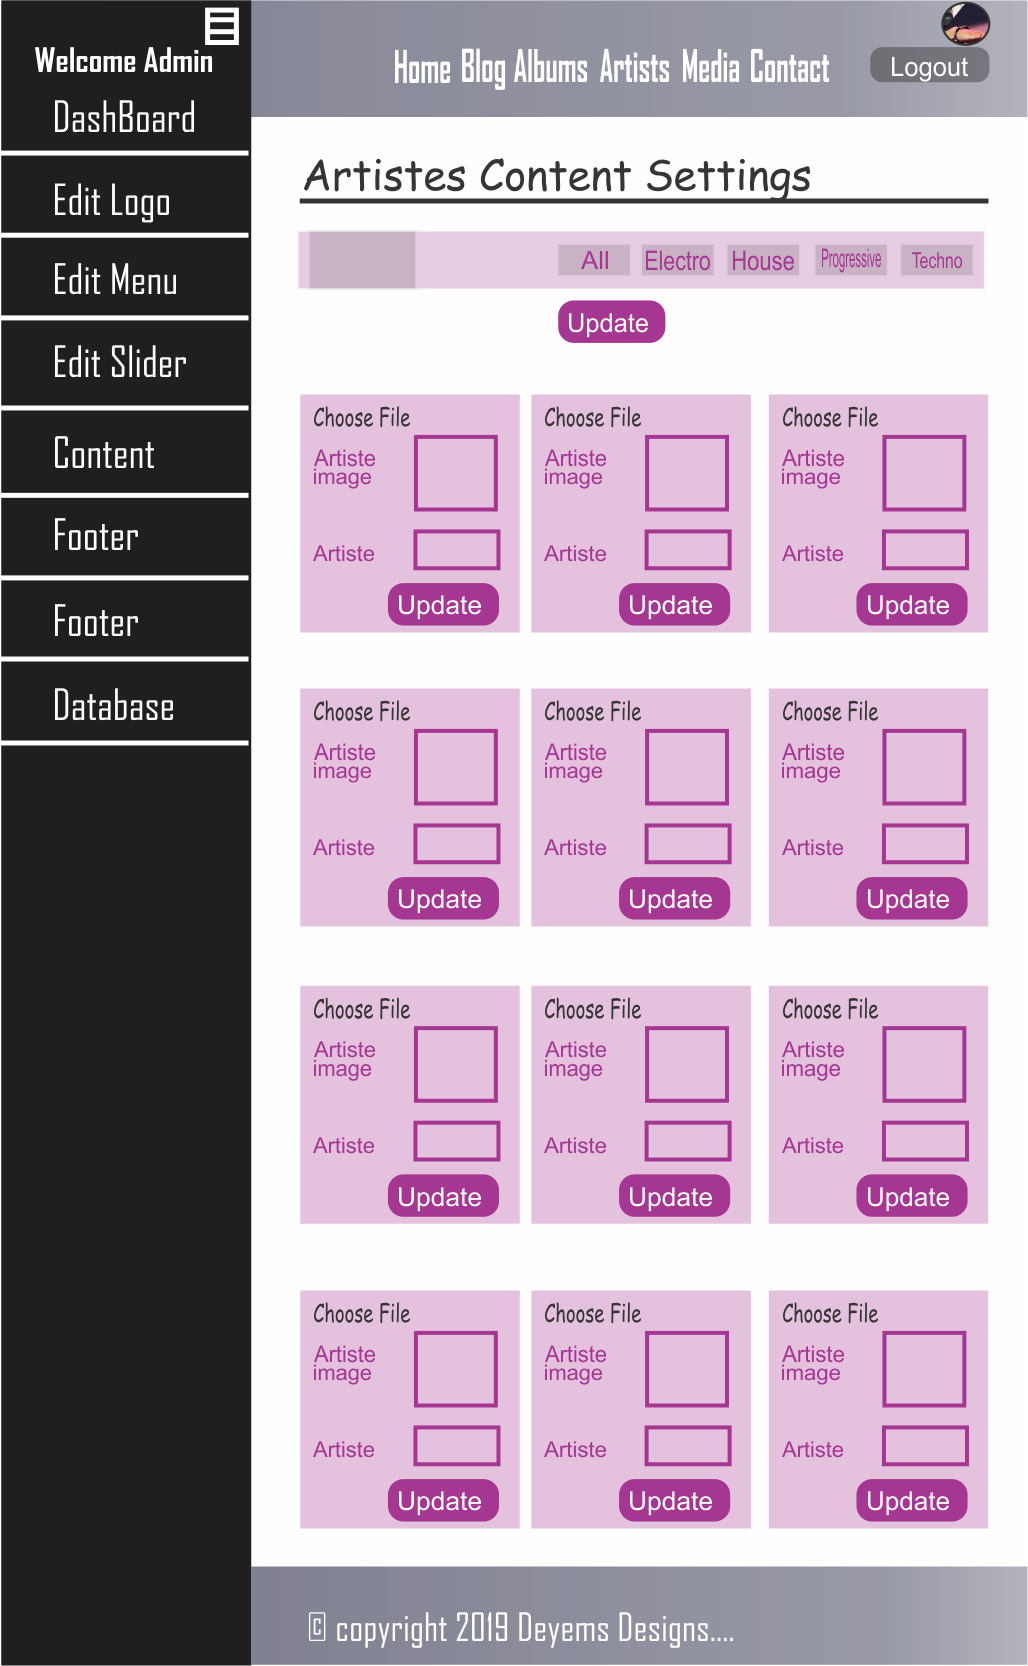 Welcome Admin
DashBoard
Edit Logo
Edit Menu
Edit Slider
Content
Footer
Footer
Database
Home Blog Albums Artists Media Contact
Logout
Artistes Content Settings
All Electro House Progressive Techno
Update
Choose File Choose File Choose File
Artiste Artiste Artiste
image image image
Artiste Artiste Artiste
Update Update Update
Choose File Choose File Choose File
Artiste Artiste Artiste
image image image
Artiste Artiste Artiste
Update Update Update
Choose File Choose File Choose File
Artiste Artiste Artiste
image image image
Artiste Artiste Artiste
Update Update Update
Choose File Choose File Choose File
Artiste Artiste Artiste
image image image
Artiste Artiste Artiste
Update Update Update
© copyright 2019 Deyems Designs....